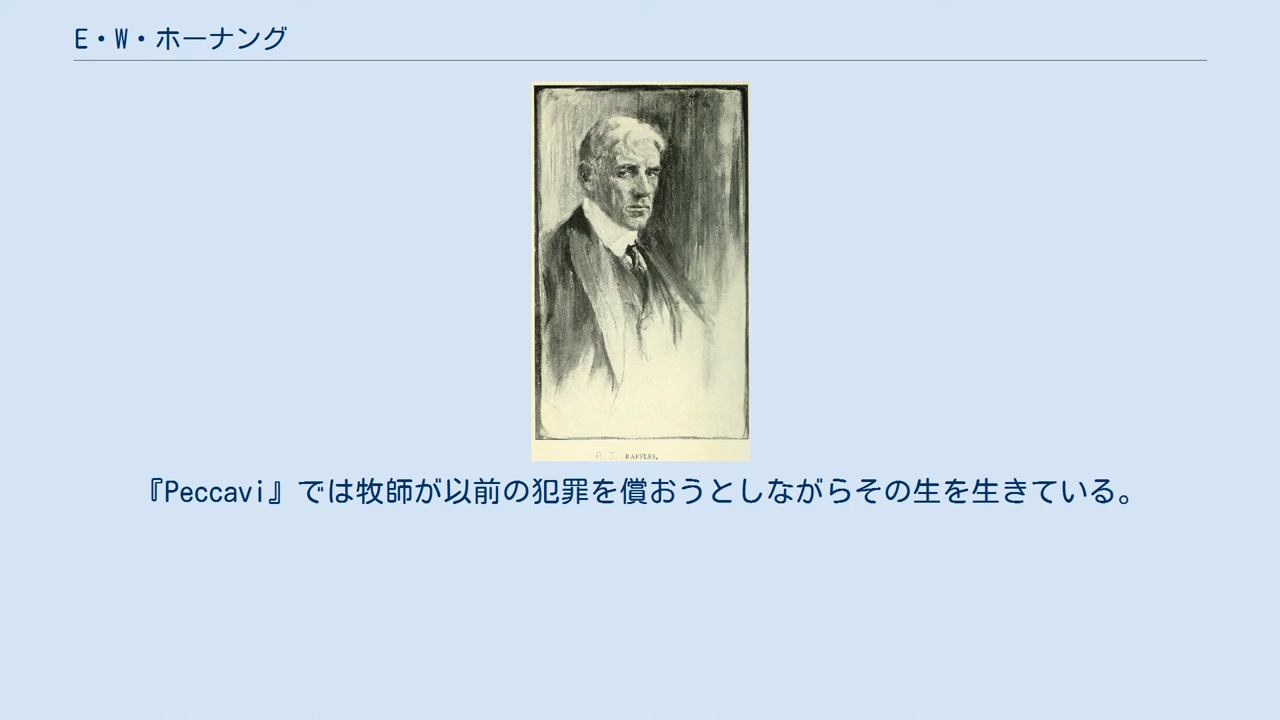 E・W・ホーナング
A. J. RAFFLES.
『Peccavi』では牧師が以前の犯罪を償おうとしながらその生を生きている。